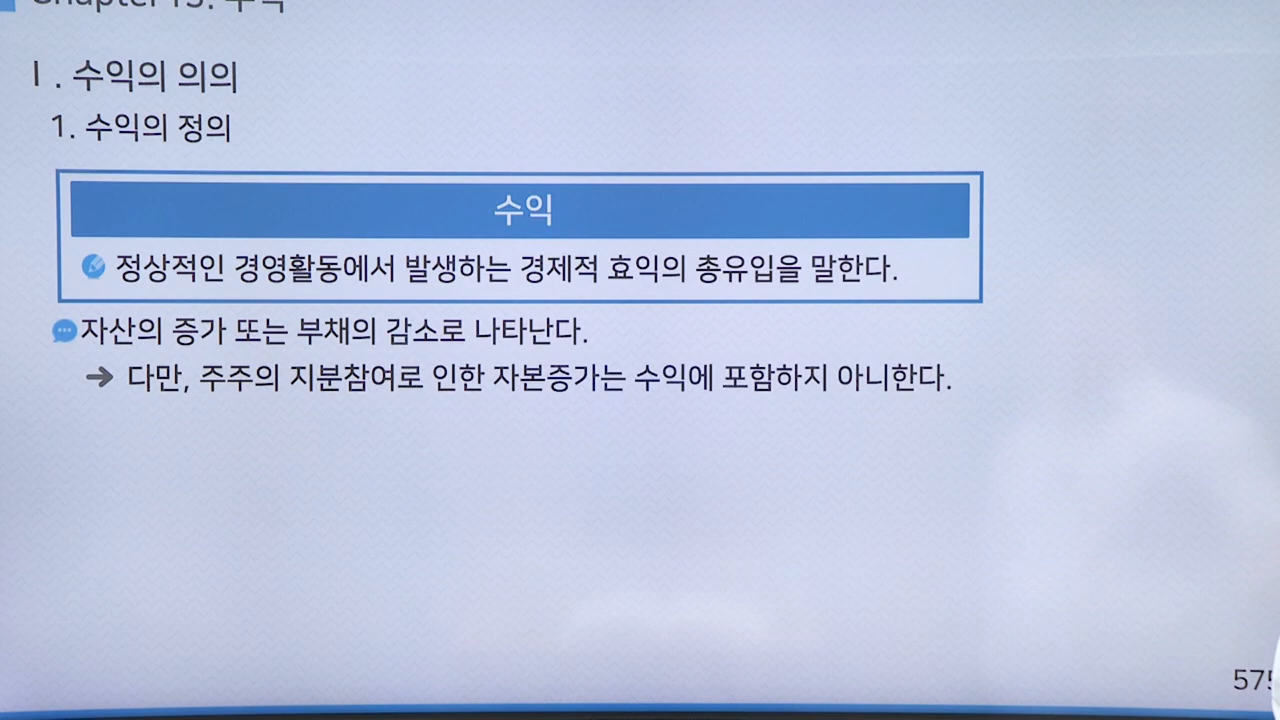 Ⅰ. 수익의 의의
1. 수익의 정의
수익
정상적인 경영활동에서 발생하는 경제적 효익의 총유입을 말한다.
자산의 증가 또는 부채의 감소로 나타난다.
➔ 다만, 주주의 지분참여로 인한 자본증가는 수익에 포함하지 아니한다.